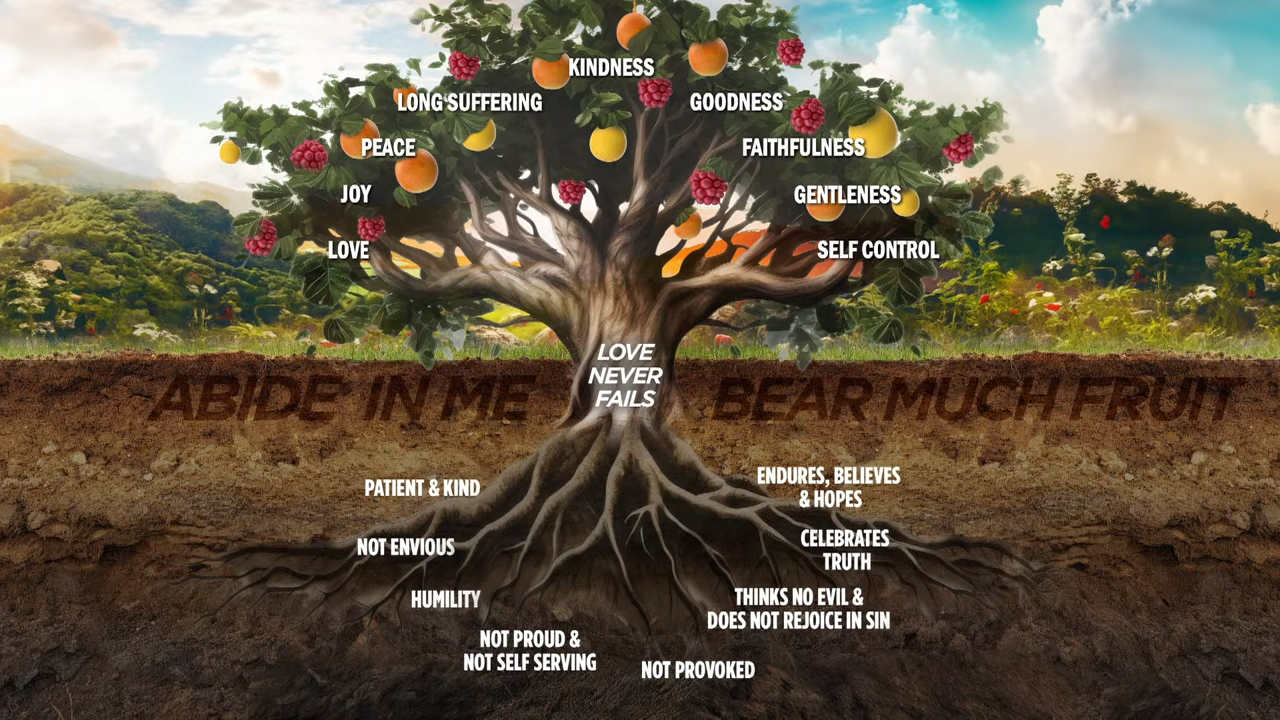 KINDNESS
LONG SUFFERING
GOODNESS
PEACE
FAITHFULNESS
JOY
GENTLENESS
LOVE
SELF CONTROL
LOVE
NEVER
FAILS
ABIDE IN ME
BEAR MUCH FRUIT
PATIENT & KIND
ENDURES, BELIEVES
& HOPES
NOT ENVIOUS
CELEBRATES
TRUTH
HUMILITY
THINKS NO EVIL &
DOES NOT REJOICE IN SIN
NOT PROUD &
NOT SELF SERVING
NOT PROVOKED